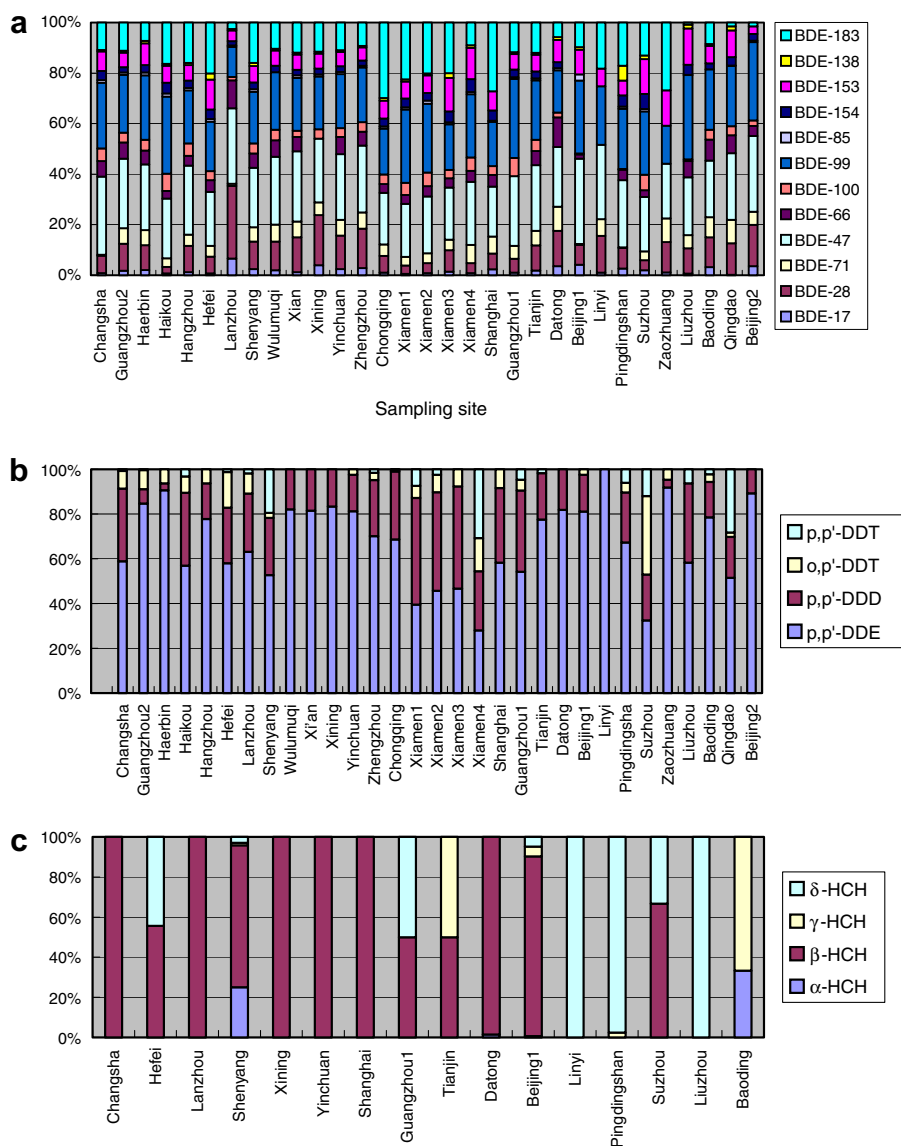 a
100%
80%
60%
40%
20%
0%
Changsha
Guangzhou2
Haerbin
Haikou
Hangzhou
Hefei
Lanzhou
Shenyang
Wulumuqi
Xian
Xining
Yinchuan
Zhengzhou
Chongqing
Xiamen1
Xiamen2
Xiamen3
Xiamen4
Shanghai
Guangzhou1
Tianjin
Datong
Beijing1
Linyi
Pingdingshan
Suzhou
Zaozhuang
Liuzhou
Baoding
Qingdao
Beijing2
Sampling site
BDE-183
BDE-138
BDE-153
BDE-154
BDE-85
BDE-99
BDE-100
BDE-66
BDE-47
BDE-71
BDE-28
BDE-17
b
100%
80%
60%
40%
20%
0%
Changsha
Guangzhou2
Haerbin
Haikou
Hangzhou
Hefei
Lanzhou
Shenyang
Wulumuqi
Xi'an
Xining
Yinchuan
Zhengzhou
Chongqing
Xiamen1
Xiamen2
Xiamen3
Xiamen4
Shanghai
Guangzhou1
Tianjin
Datong
Beijing1
Linyi
Pingdingsha
Suzhou
Zaozhuang
Liuzhou
Baoding
Qingdao
Beijing2
p,p'-DDT
o,p'-DDT
p,p'-DDD
p,p'-DDE
c
100%
80%
60%
40%
20%
0%
Changsha
Hefei
Lanzhou
Shenyang
Xining
Yinchuan
Shanghai
Guangzhou1
Tianjin
Datong
Beijing1
Linyi
Pingdingshan
Suzhou
Liuzhou
Baoding
δ-HCH
γ-HCH
β-HCH
α-HCH